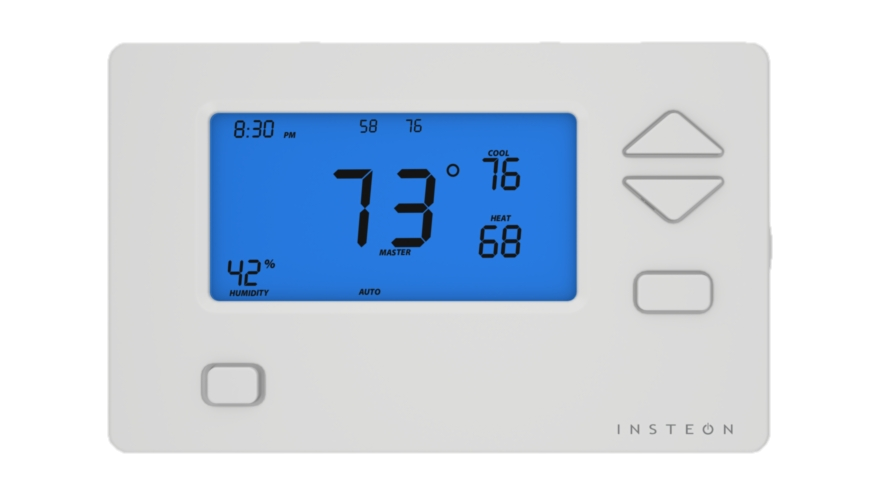 8:30 PM 58 76
COOL
76
73°
HEAT
68
MASTER
42%
HUMIDITY
AUTO
INSTEON